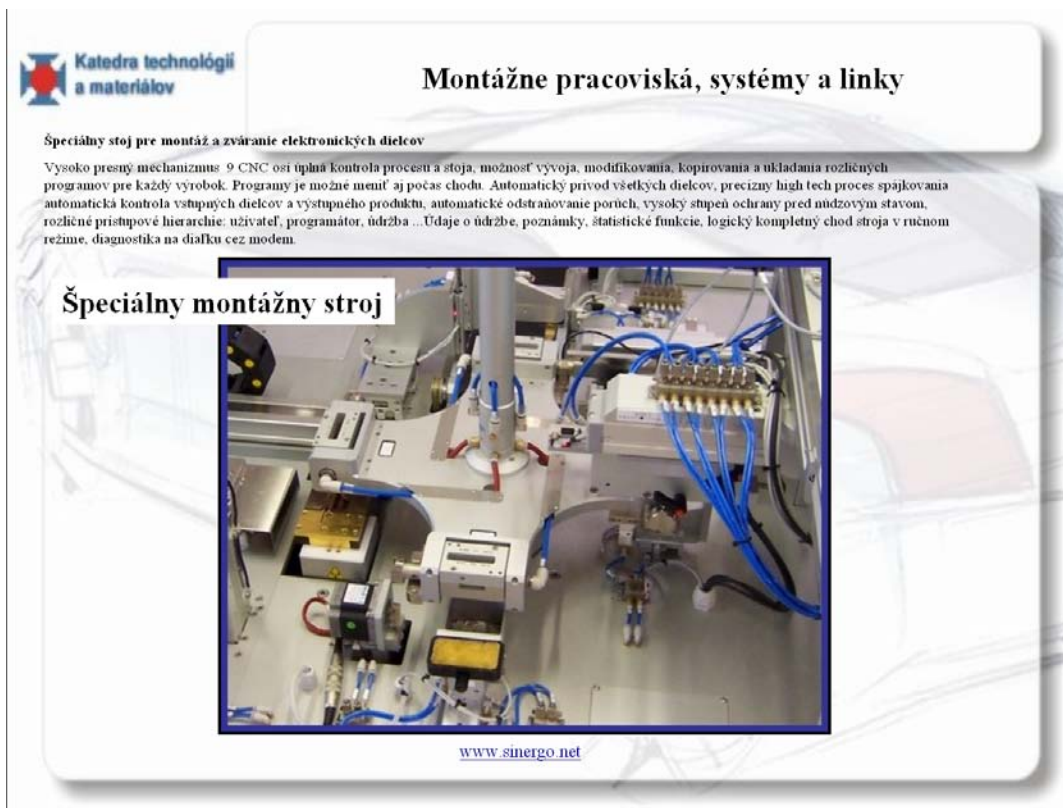 Katedra technológií
a materiálov
Montážne pracoviská, systémy a linky
Špeciálny stoj pre montáž a zváranie elektronických dielcov
Vysoko presný mechanizmus 9 CNC osí úplná kontrola procesu a stoja, možnosť vývoja, modifikovania, kopírovania a ukladania rozličných
programov pre každý výrobok. Programy je možné meniť aj počas chodu. Automatický prívod všetkých dielcov, precízny high tech proces spájkovania
automatická kontrola vstupných dielcov a výstupného produktu, automatické odstraňovanie porúch, vysoký stupeň ochrany pred núdzovým stavom,
rozličné prístupové hierarchie: užívateľ, programátor, údržba ...Údaje o údržbe, poznámky, štatistické funkcie, logický kompletný chod stroja v ručnom
režime, diagnostika na diaľku cez modem.
Špeciálny montážny stroj
www.sinergo.net